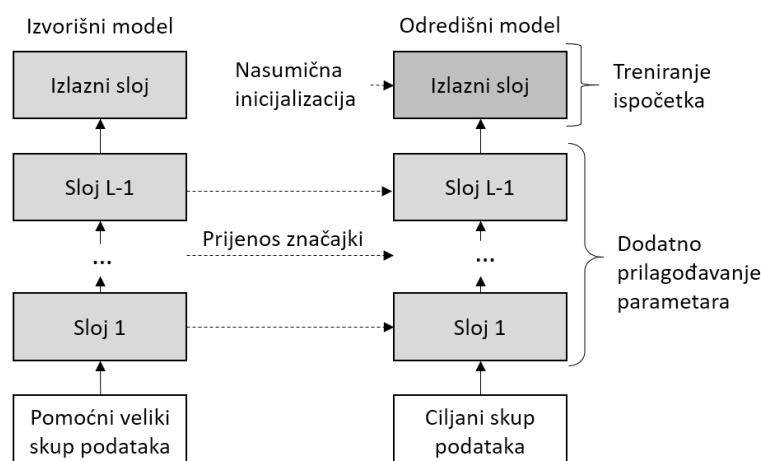 Izvorišni model
Odredišni model
Izlazni sloj
Nasumična
inicijalizacija
Izlazni sloj
Treniranje
ispočetka
Sloj L-1
Sloj L-1
...
Prijenos značajki
...
Dodatno
prilagođavanje
parametara
Sloj 1
Sloj 1
Pomoćni veliki
skup podataka
Ciljani skup
podataka